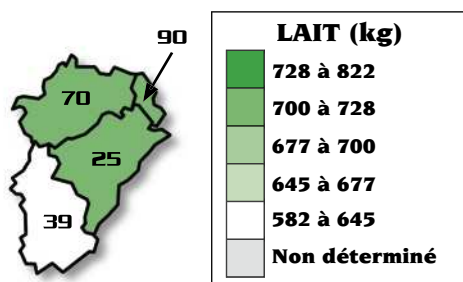 90
70
25
39
LAIT (kg)
728 à 822
700 à 728
677 à 700
645 à 677
582 à 645
Non déterminé